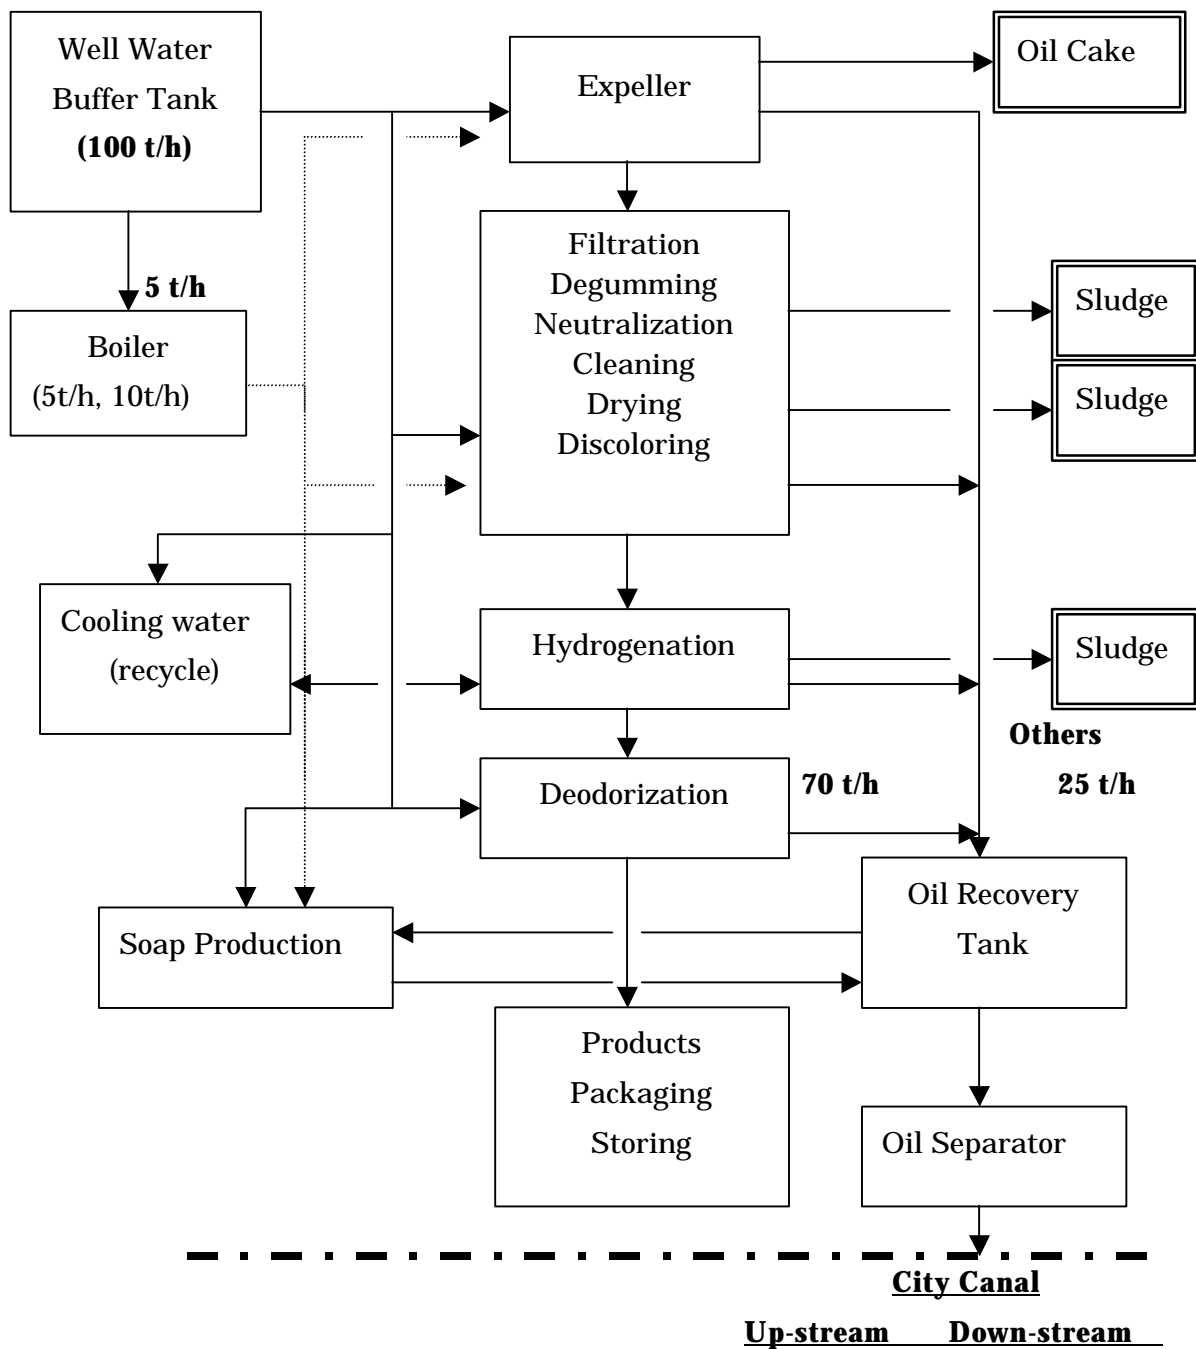 Well Water
Buffer Tank
(100 t/h)
Expeller
Oil Cake
5 t/h
Boiler
(5t/h, 10t/h)
Filtration
Degumming
Neutralization
Cleaning
Drying
Discoloring
Sludge
Sludge
Cooling water
(recycle)
Hydrogenation
Sludge
Others
25 t/h
Deodorization
70 t/h
Soap Production
Oil Recovery
Tank
Products
Packaging
Storing
Oil Separator
City Canal
Up-stream Down-stream